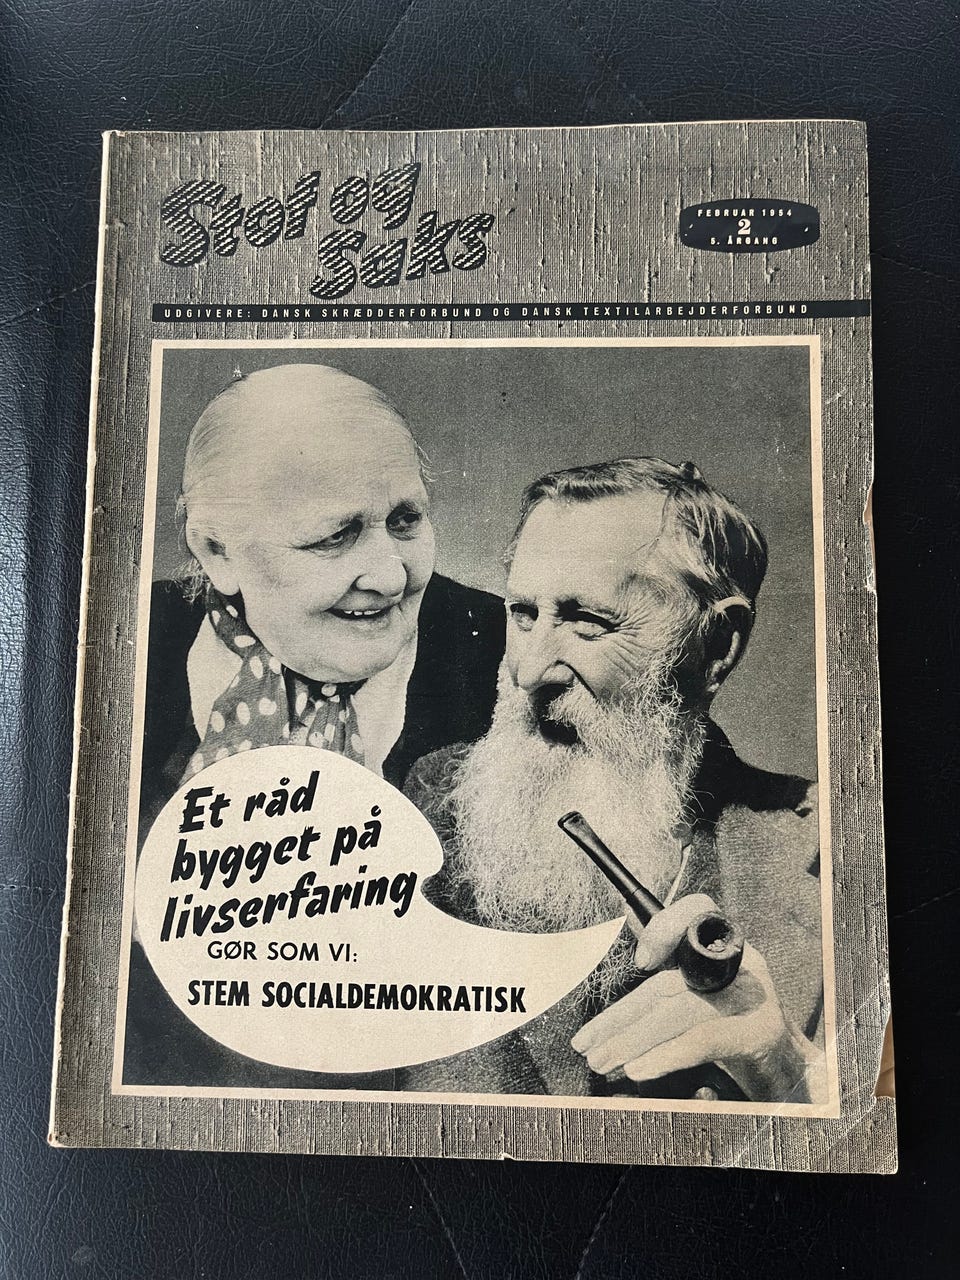 Stof og
Saks
FEBRUAR 1954
2
5. ÅRGANG
UDGIVERE: DANSK SKRÆDDERFORBUND OG DANSK TEXTILARBEJDERFORBUND
Et råd
bygget på
livserfaring
GØR SOM VI:
STEM SOCIALDEMOKRATISK